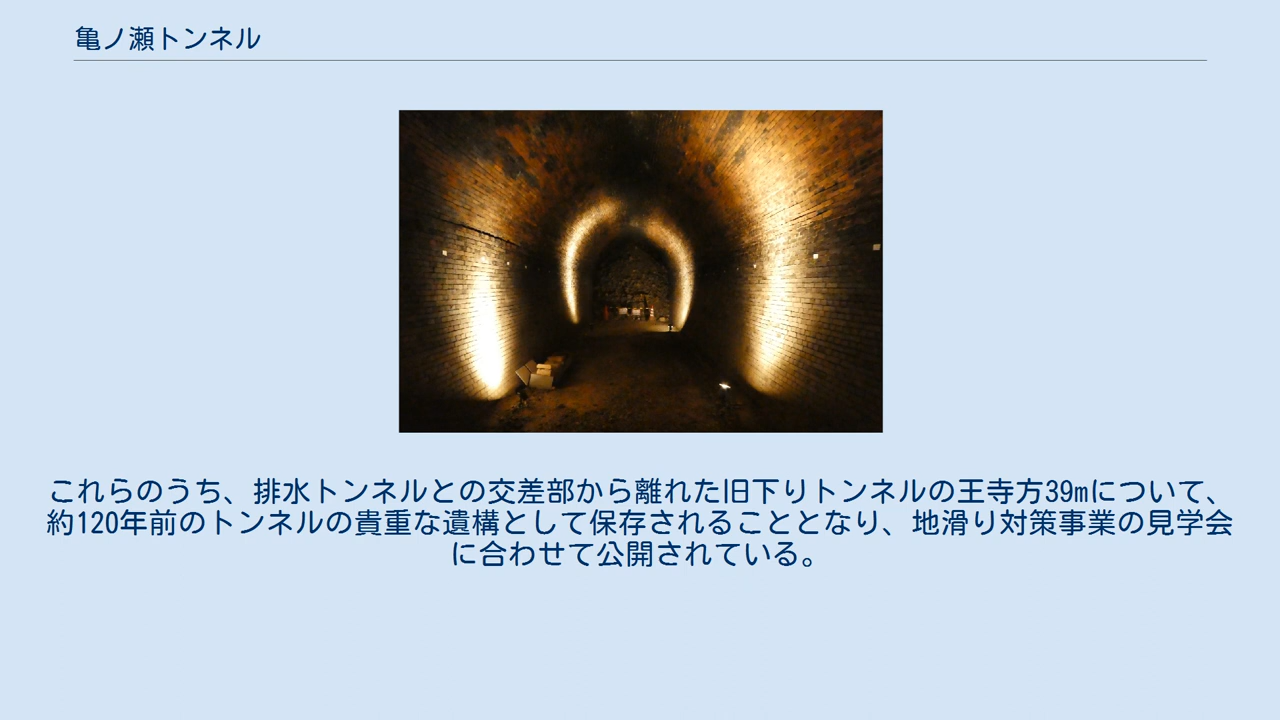 亀ノ瀬トンネル
これらのうち、排水トンネルとの交差部から離れた旧下りトンネルの王寺方39mについて、
約120年前のトンネルの貴重な遺構として保存されることとなり、地滑り対策事業の見学会
に合わせて公開されている。